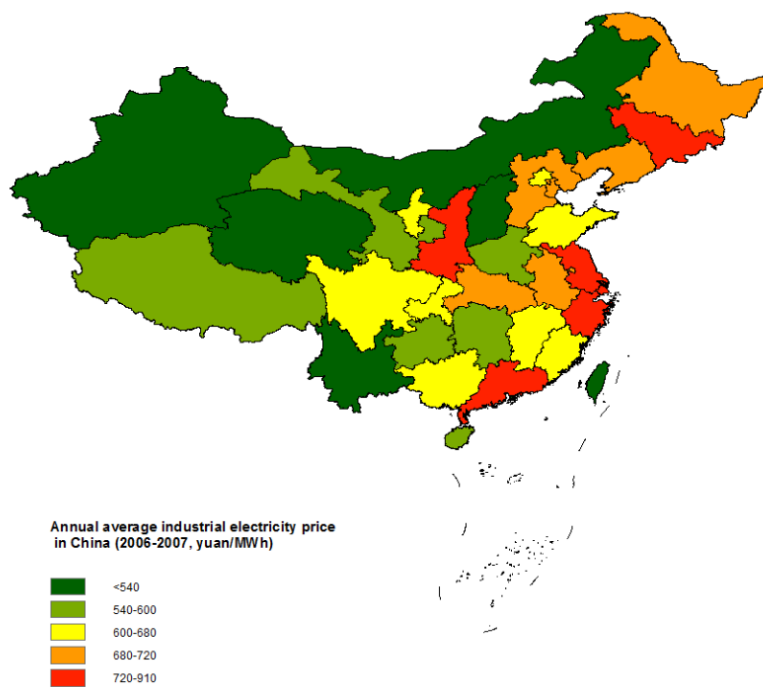 Annual average industrial electricity price
in China (2006-2007, yuan/MWh)
<540
540-600
600-680
680-720
720-910